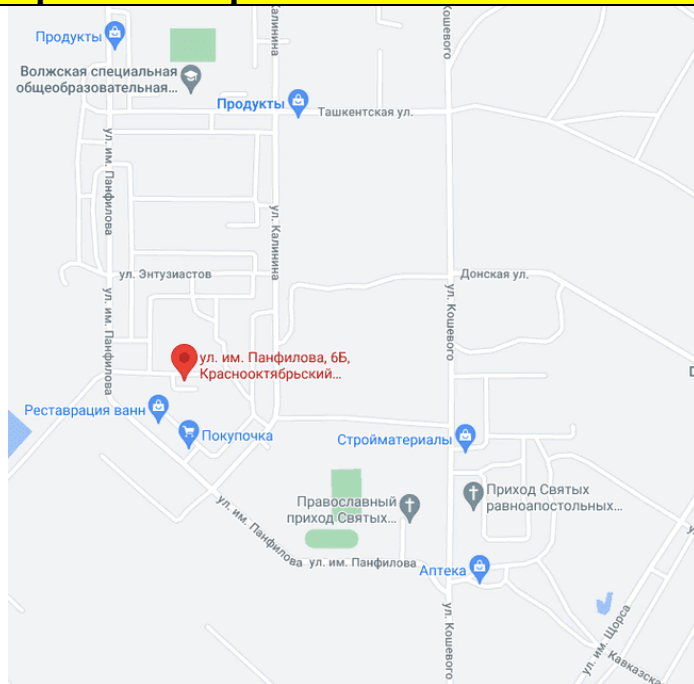 Кошевого
Калинина
Продукты
Волжская специальная
общеобразовательная...
Продукты
Ташкентская ул.
ул. им. Панфилова
ул. Калинина
ул. Энтузиастов
Донская ул.
ул. им. Панфилова
ул. Кошевого
ул. им. Панфилова, 6Б,
Краснооктябрьский...
Реставрация ванн
Покупочка
Стройматериалы
Православный
приход Святых...
Приход Святых
равноапостольных...
ул. им. Панфилова
ул. им. Панфилова
Аптека
ул. Кошевого
ул. им. Щорса
Кавказска